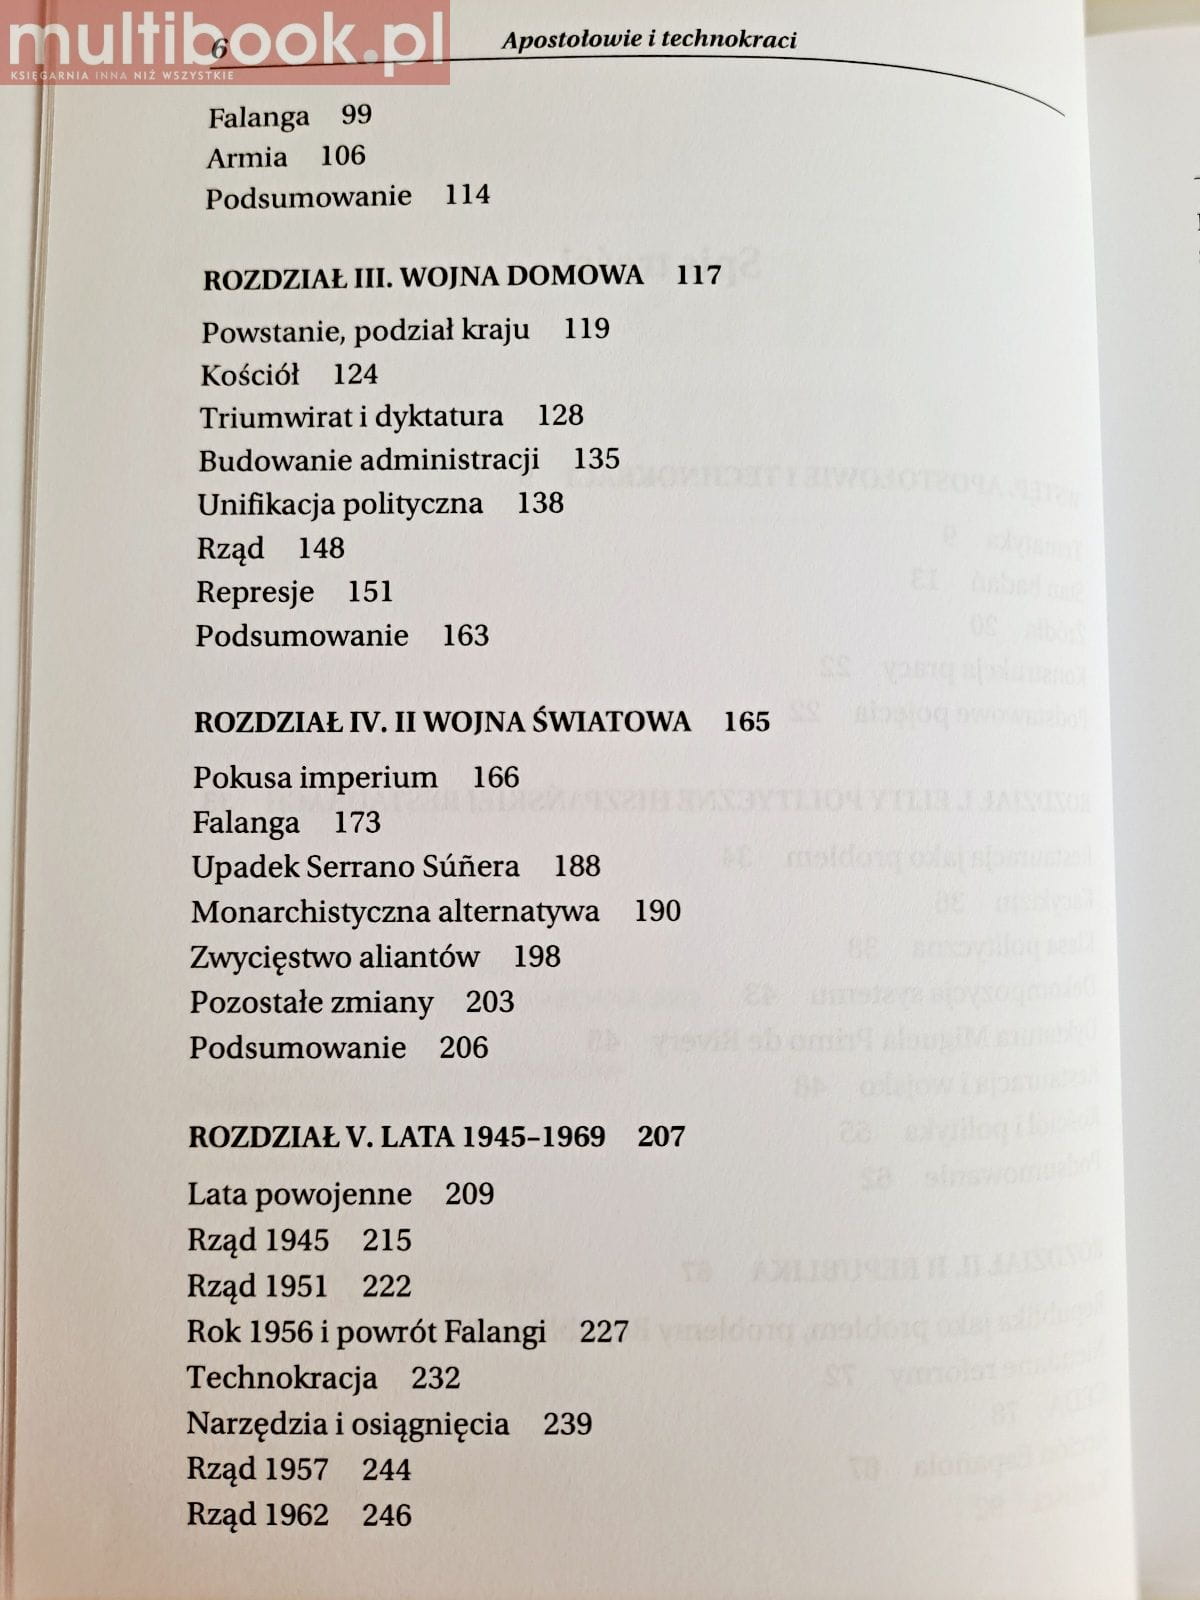 multibook.pl
KSIĘGARNIA INNA NIŻ WSZYSTKIE
6 Apostołowie i technokraci
Falanga 99
Armia 106
Podsumowanie 114
ROZDZIAŁ III. WOJNA DOMOWA 117
Powstanie, podział kraju 119
Kościół 124
Triumwirat i dyktatura 128
Budowanie administracji 135
Unifikacja polityczna 138
Rząd 148
Represje 151
Podsumowanie 163
ROZDZIAŁ IV. II WOJNA ŚWIATOWA 165
Pokusa imperium 166
Falanga 173
Upadek Serrano Súñera 188
Monarchistyczna alternatywa 190
Zwycięstwo aliantów 198
Pozostałe zmiany 203
Podsumowanie 206
ROZDZIAŁ V. LATA 1945–1969 207
Lata powojenne 209
Rząd 1945 215
Rząd 1951 222
Rok 1956 i powrót Falangi 227
Technokracja 232
Narzędzia i osiągnięcia 239
Rząd 1957 244
Rząd 1962 246